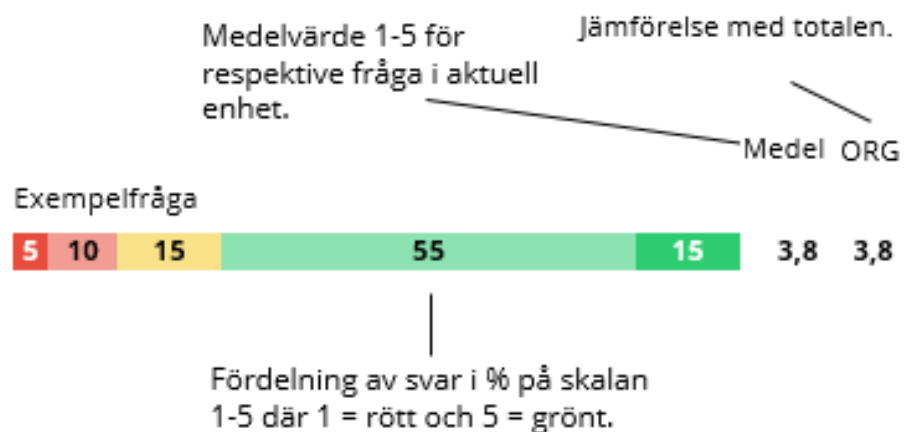 Medelvärde 1-5 för
respektive fråga i aktuell
enhet.
Jämförelse med totalen.
Medel ORG
Exempelfråga
5 10 15 55 15 3,8 3,8
Fördelning av svar i % på skalan
1-5 där 1 = rött och 5 = grönt.